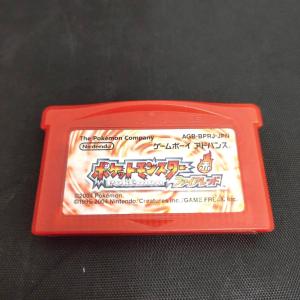 The Pokémon Company
AGB-BPRJ-JPN
Nintendo
ゲームボーイ アドバンス
ポケットモンスター
ファイアレッド
©2004 Pokémon.
©1995-2004 Nintendo/Creatures inc./GAME FREAK inc.